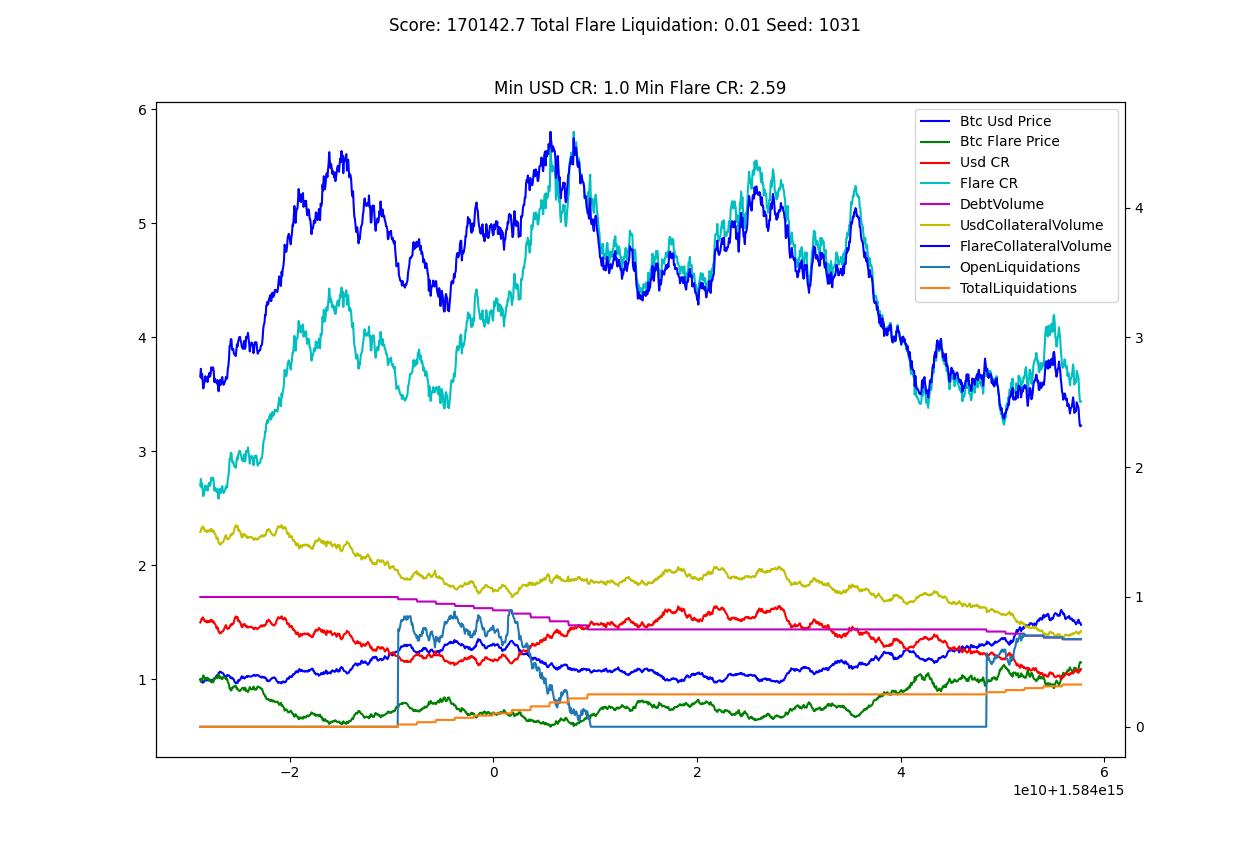 Score: 170142.7 Total Flare Liquidation: 0.01 Seed: 1031
Min USD CR: 1.0 Min Flare CR: 2.59
6
5
4
3
2
1
Btc Usd Price
Btc Flare Price
Usd CR
Flare CR
DebtVolume
UsdCollateralVolume
FlareCollateralVolume
OpenLiquidations
TotalLiquidations
4
3
2
1
0
−2
0
2
4
6
1e10+1.584e15